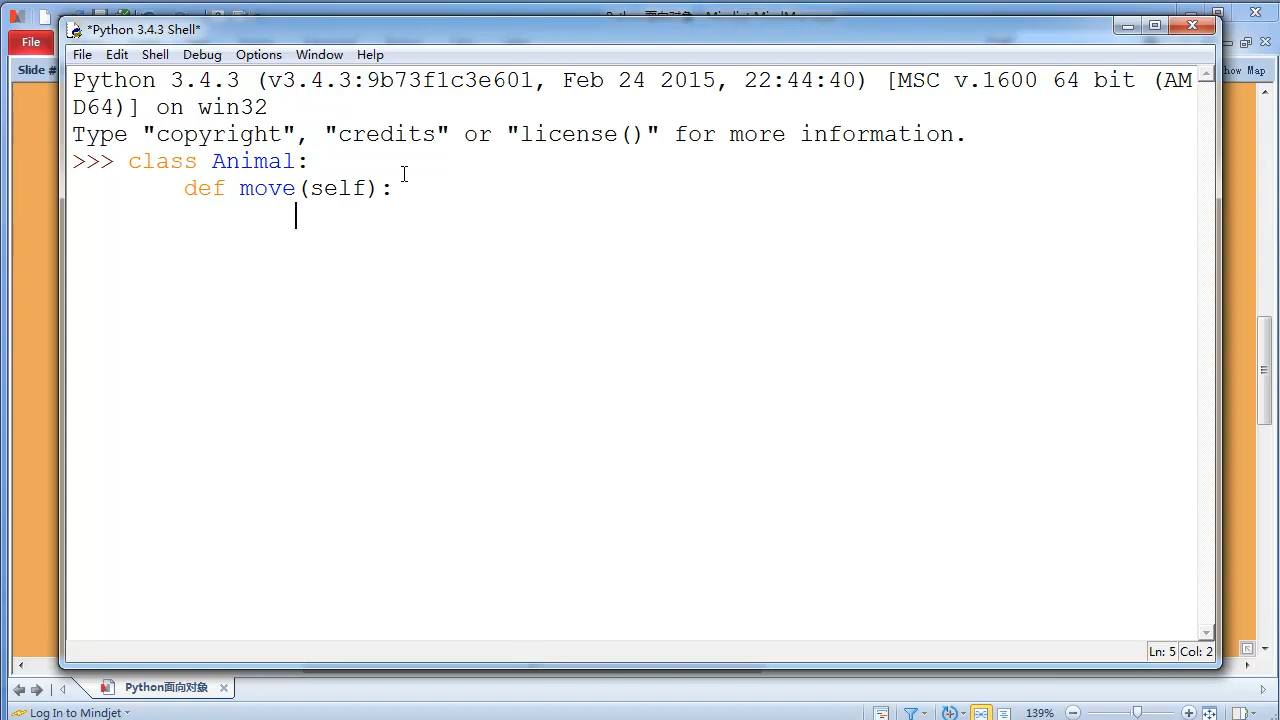 *Python 3.4.3 Shell*
File
File Edit Shell Debug Options Window Help
Slide #
how Map
Python 3.4.3 (v3.4.3:9b73f1c3e601, Feb 24 2015, 22:44:40) [MSC v.1600 64 bit (AM
D64)] on win32
Type "copyright", "credits" or "license()" for more information.
>>> class Animal:
def move(self):
Ln: 5 Col: 2
Python面向对象
Log In to Mindjet
139%